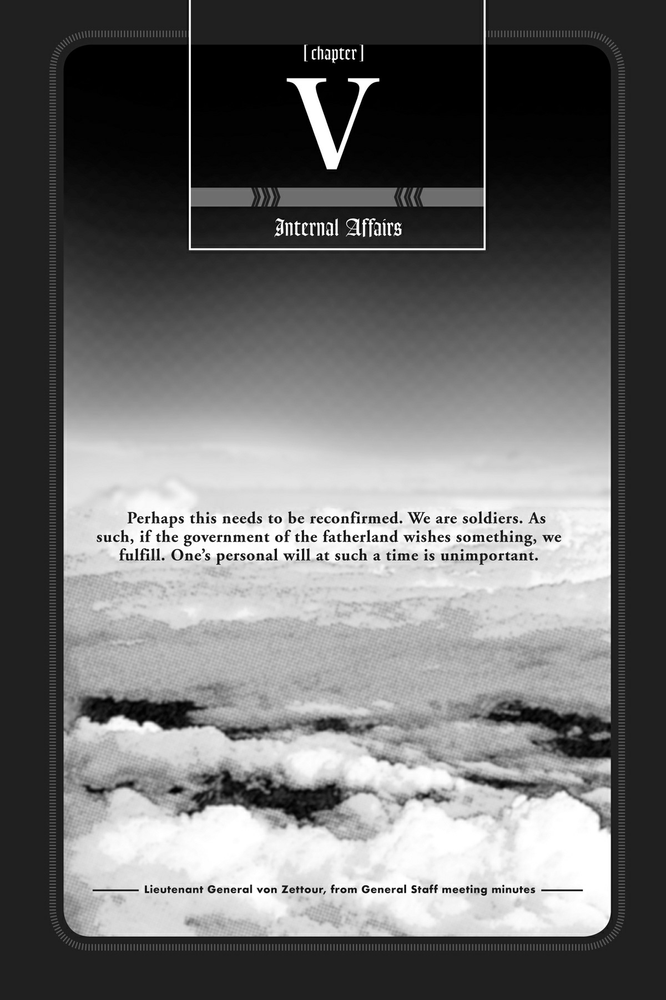 [chapter]
V
Internal Affairs
Perhaps this needs to be reconfirmed. We are soldiers. As
such, if the government of the fatherland wishes something, we
fulfill. One’s personal will at such a time is unimportant.
Lieutenant General von Zettour, from General Staff meeting minutes